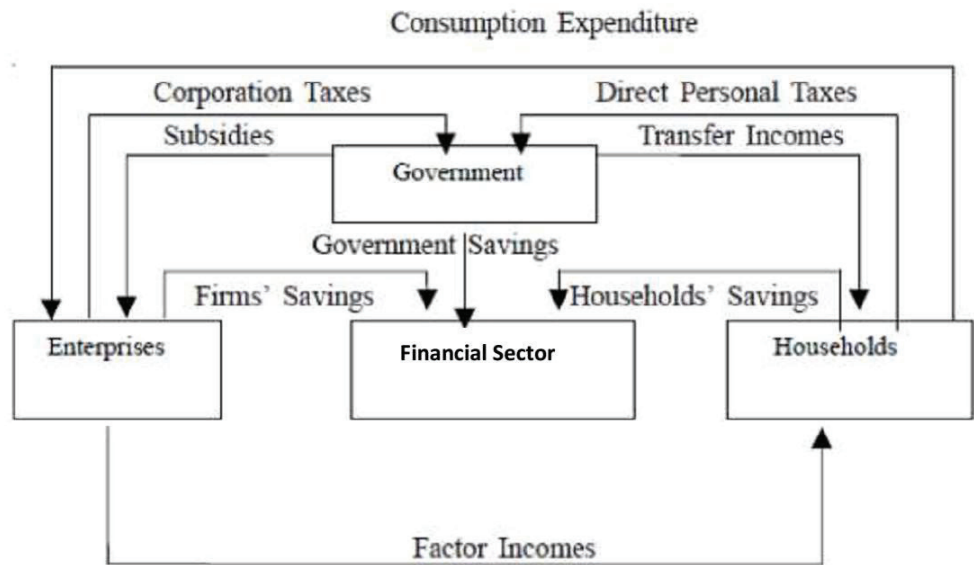 Consumption Expenditure
Corporation Taxes
Direct Personal Taxes
Subsidies
Transfer Incomes
Government
Government Savings
Firms' Savings
Households' Savings
Enterprises
Financial Sector
Households
Factor Incomes